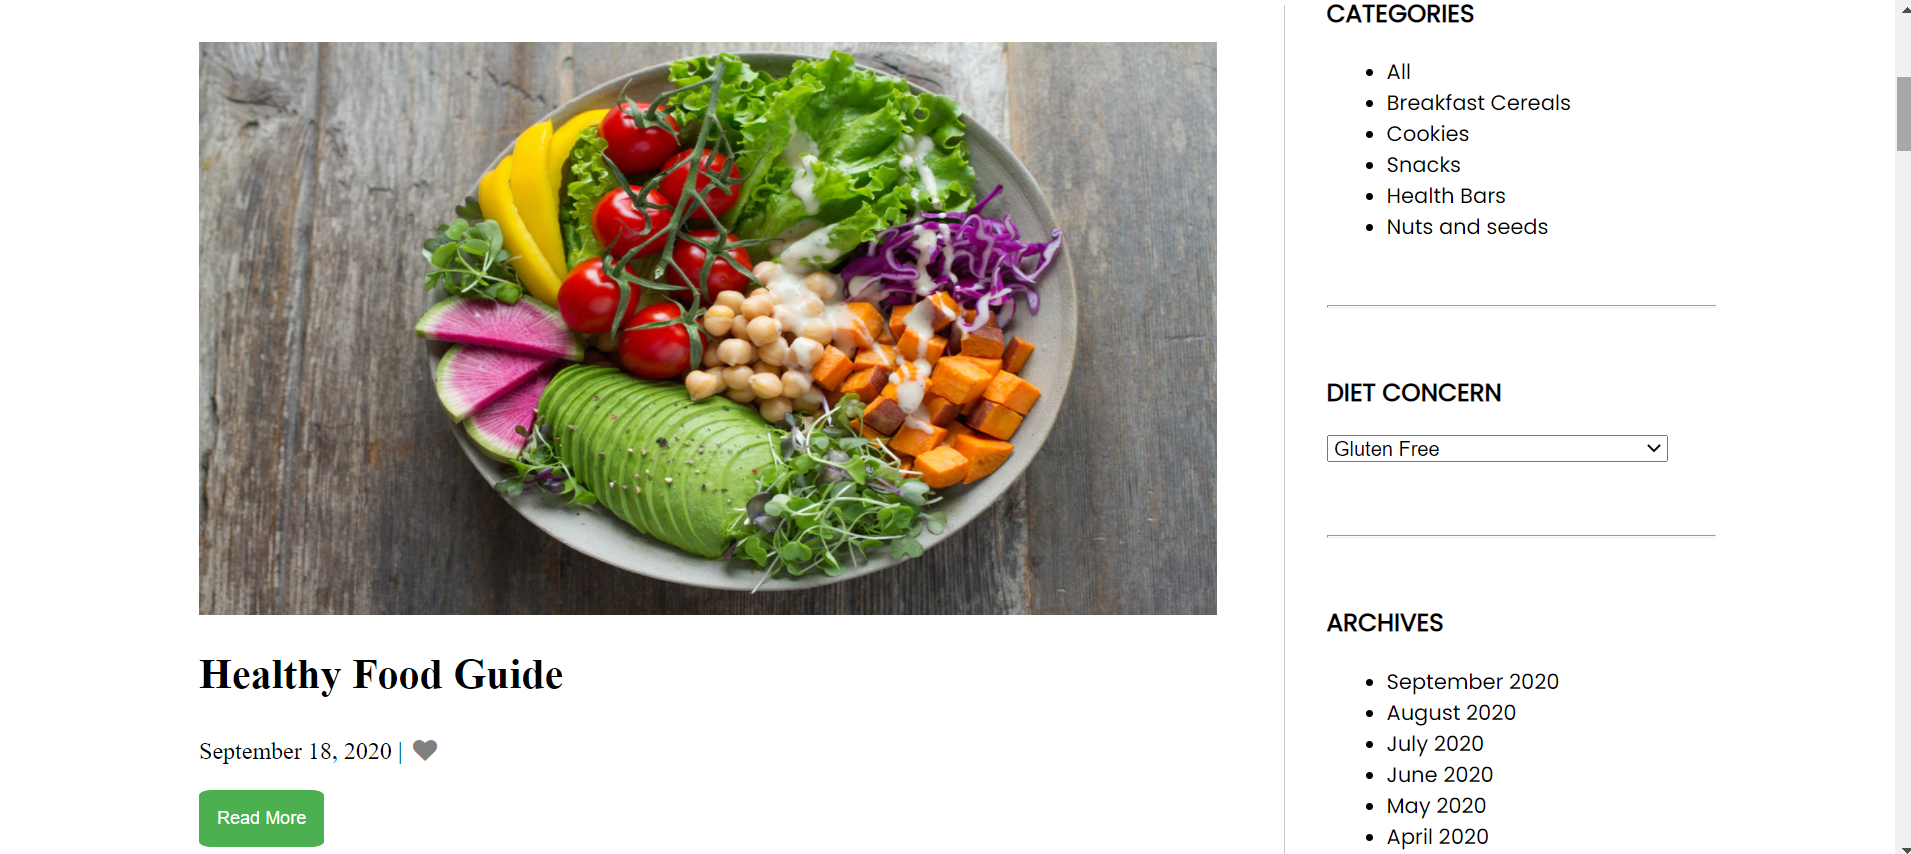 Healthy Food Guide
September 18, 2020 |
Read More
CATEGORIES
All
Breakfast Cereals
Cookies
Snacks
Health Bars
Nuts and seeds
DIET CONCERN
Gluten Free
ARCHIVES
September 2020
August 2020
July 2020
June 2020
May 2020
April 2020